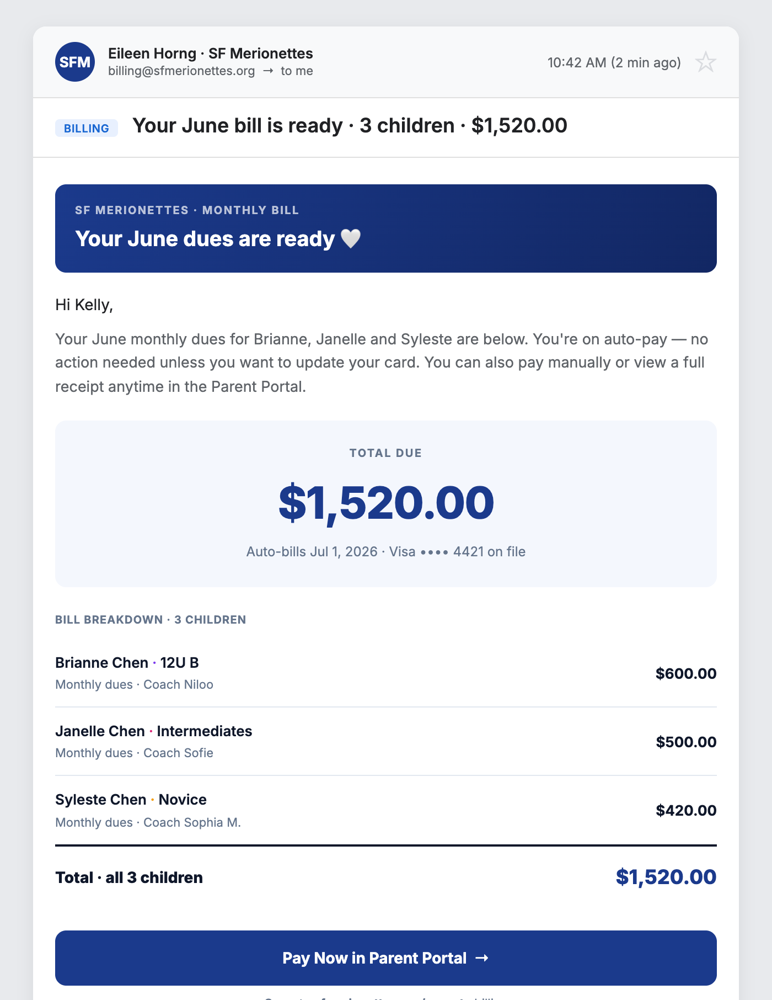 SFM
Eileen Horng · SF Merionettes
billing@sfmerionettes.org → to me
10:42 AM (2 min ago)
BILLING
Your June bill is ready · 3 children · $1,520.00
SF MERIONETTES · MONTHLY BILL
Your June dues are ready 🤍
Hi Kelly,
Your June monthly dues for Brianne, Janelle and Syleste are below. You're on auto-pay — no
action needed unless you want to update your card. You can also pay manually or view a full
receipt anytime in the Parent Portal.
TOTAL DUE
$1,520.00
Auto-bills Jul 1, 2026 · Visa •••• 4421 on file
BILL BREAKDOWN · 3 CHILDREN
Brianne Chen · 12U B
Monthly dues · Coach Niloo
$600.00
Janelle Chen · Intermediates
Monthly dues · Coach Sofie
$500.00
Syleste Chen · Novice
Monthly dues · Coach Sophia M.
$420.00
Total · all 3 children
$1,520.00
Pay Now in Parent Portal →